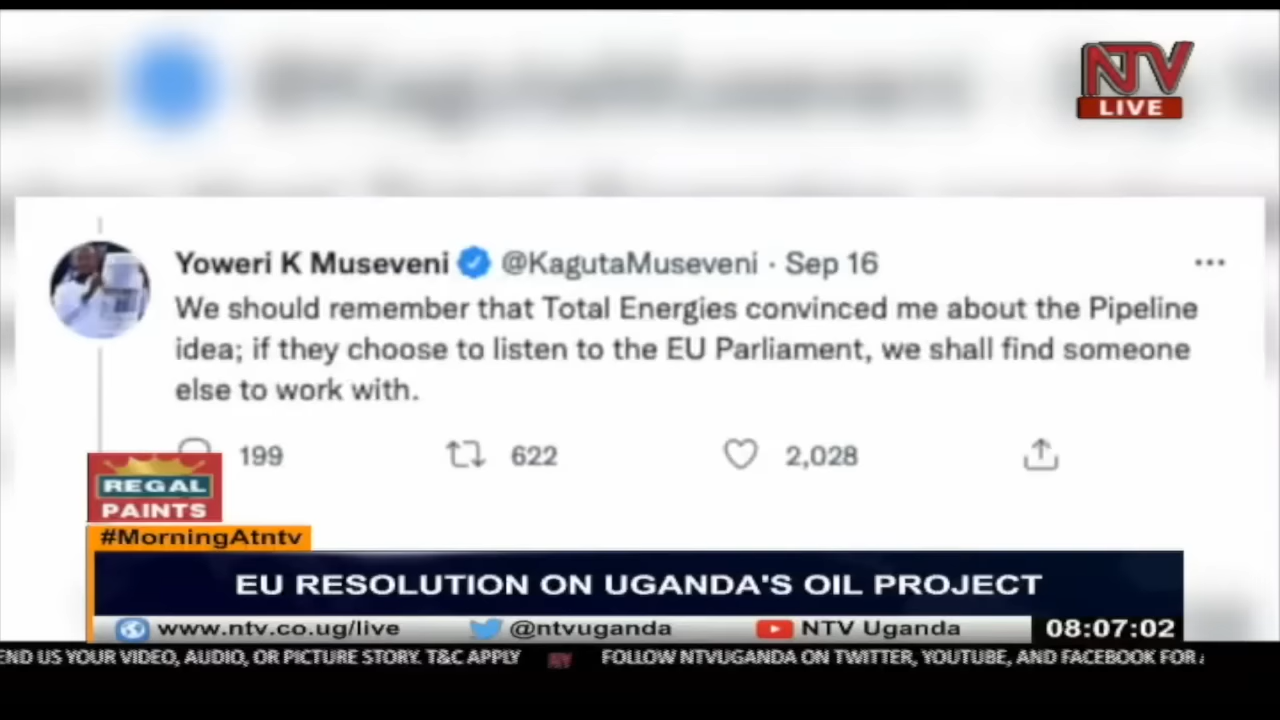 NTV
LIVE
Yoweri K Museveni @KagutaMuseveni · Sep 16
We should remember that Total Energies convinced me about the Pipeline
idea; if they choose to listen to the EU Parliament, we shall find someone
else to work with.
199 622 2,028
REGAL
PAINTS
#MorningAtntv
EU RESOLUTION ON UGANDA'S OIL PROJECT
www.ntv.co.ug/live @ntvuganda NTV Uganda 08:07:02
END US YOUR VIDEO, AUDIO, OR PICTURE STORY. T&C APPLY FOLLOW NTVUGANDA ON TWITTER, YOUTUBE, AND FACEBOOK FOR